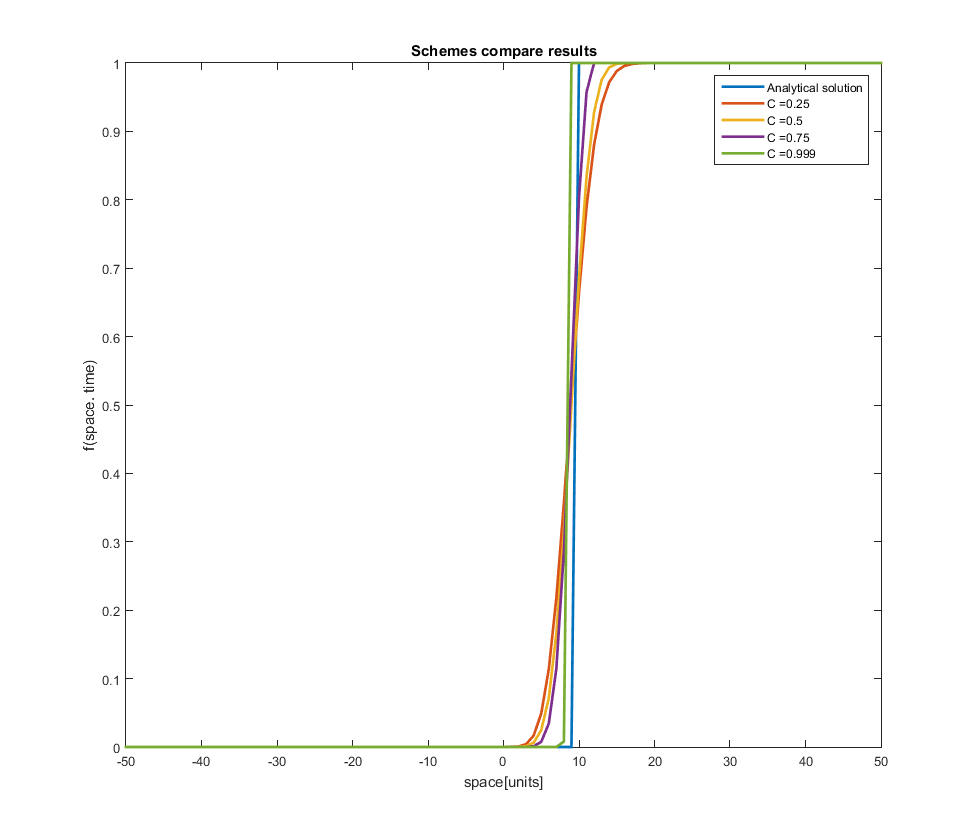 Schemes compare results
Analytical solution
C =0.25
C =0.5
C =0.75
C =0.999
1
0.9
0.8
0.7
0.6
0.5
0.4
0.3
0.2
0.1
0
f(space. time)
-50 -40 -30 -20 -10 0 10 20 30 40 50
space[units]